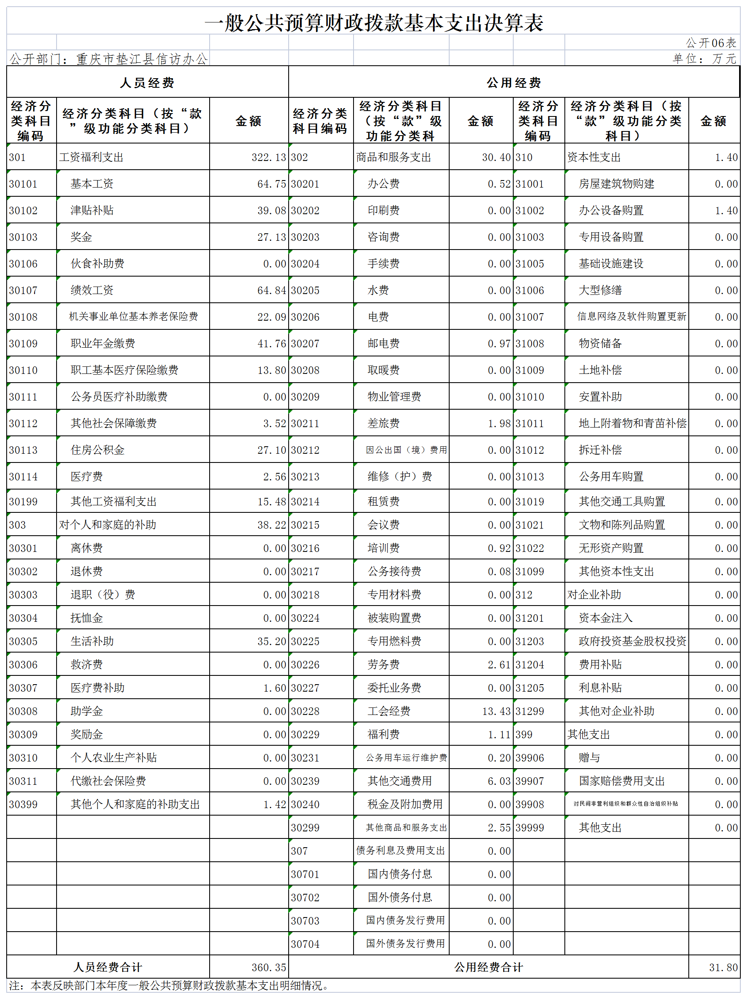 一般公共预算财政拨款基本支出决算表
公开06表
公开部门：重庆市垫江县信访办公 单位：万元
人员经费 公用经费
经济分类科目编码 经济分类科目（按“款”级功能分类科目） 金额 经济分类科目编码 经济分类科目（按“款”级功能分类科 金额 经济分类科目编码 经济分类科目（按“款”级功能分类科目） 金额
301 工资福利支出 322.13 302 商品和服务支出 30.40 310 资本性支出 1.40
30101 基本工资 64.75 30201 办公费 0.52 31001 房屋建筑物购建 0.00
30102 津贴补贴 39.08 30202 印刷费 0.00 31002 办公设备购置 1.40
30103 奖金 27.13 30203 咨询费 0.00 31003 专用设备购置 0.00
30106 伙食补助费 0.00 30204 手续费 0.00 31005 基础设施建设 0.00
30107 绩效工资 64.84 30205 水费 0.00 31006 大型修缮 0.00
30108 机关事业单位基本养老保险费 22.09 30206 电费 0.00 31007 信息网络及软件购置更新 0.00
30109 职业年金缴费 41.76 30207 邮电费 0.97 31008 物资储备 0.00
30110 职工基本医疗保险缴费 13.80 30208 取暖费 0.00 31009 土地补偿 0.00
30111 公务员医疗补助缴费 0.00 30209 物业管理费 0.00 31010 安置补助 0.00
30112 其他社会保障缴费 3.52 30211 差旅费 1.98 31011 地上附着物和青苗补偿 0.00
30113 住房公积金 27.10 30212 因公出国（境）费用 0.00 31012 拆迁补偿 0.00
30114 医疗费 2.56 30213 维修（护）费 0.00 31013 公务用车购置 0.00
30199 其他工资福利支出 15.48 30214 租赁费 0.00 31019 其他交通工具购置 0.00
303 对个人和家庭的补助 38.22 30215 会议费 0.00 31021 文物和陈列品购置 0.00
30301 离休费 0.00 30216 培训费 0.92 31022 无形资产购置 0.00
30302 退休费 0.00 30217 公务接待费 0.08 31099 其他资本性支出 0.00
30303 退职（役）费 0.00 30218 专用材料费 0.00 312 对企业补助 0.00
30304 抚恤金 0.00 30224 被装购置费 0.00 31201 资本金注入 0.00
30305 生活补助 35.20 30225 专用燃料费 0.00 31203 政府投资基金股权投资 0.00
30306 救济费 0.00 30226 劳务费 2.61 31204 费用补贴 0.00
30307 医疗费补助 1.60 30227 委托业务费 0.00 31205 利息补贴 0.00
30308 助学金 0.00 30228 工会经费 13.43 31299 其他对企业补助 0.00
30309 奖励金 0.00 30229 福利费 1.11 399 其他支出 0.00
30310 个人农业生产补贴 0.00 30231 公务用车运行维护费 0.20 39906 赠与 0.00
30311 代缴社会保险费 0.00 30239 其他交通费用 6.03 39907 国家赔偿费用支出 0.00
30399 其他个人和家庭的补助支出 1.42 30240 税金及附加费用 0.00 39908 对民间非营利组织和群众性自治组织补贴 0.00
30299 其他商品和服务支出 2.55 39999 其他支出 0.00
307 债务利息及费用支出 0.00
30701 国内债务付息 0.00
30702 国外债务付息 0.00
30703 国内债务发行费用 0.00
30704 国外债务发行费用 0.00
人员经费合计 360.35 公用经费合计 31.80
注：本表反映部门本年度一般公共预算财政拨款基本支出明细情况。